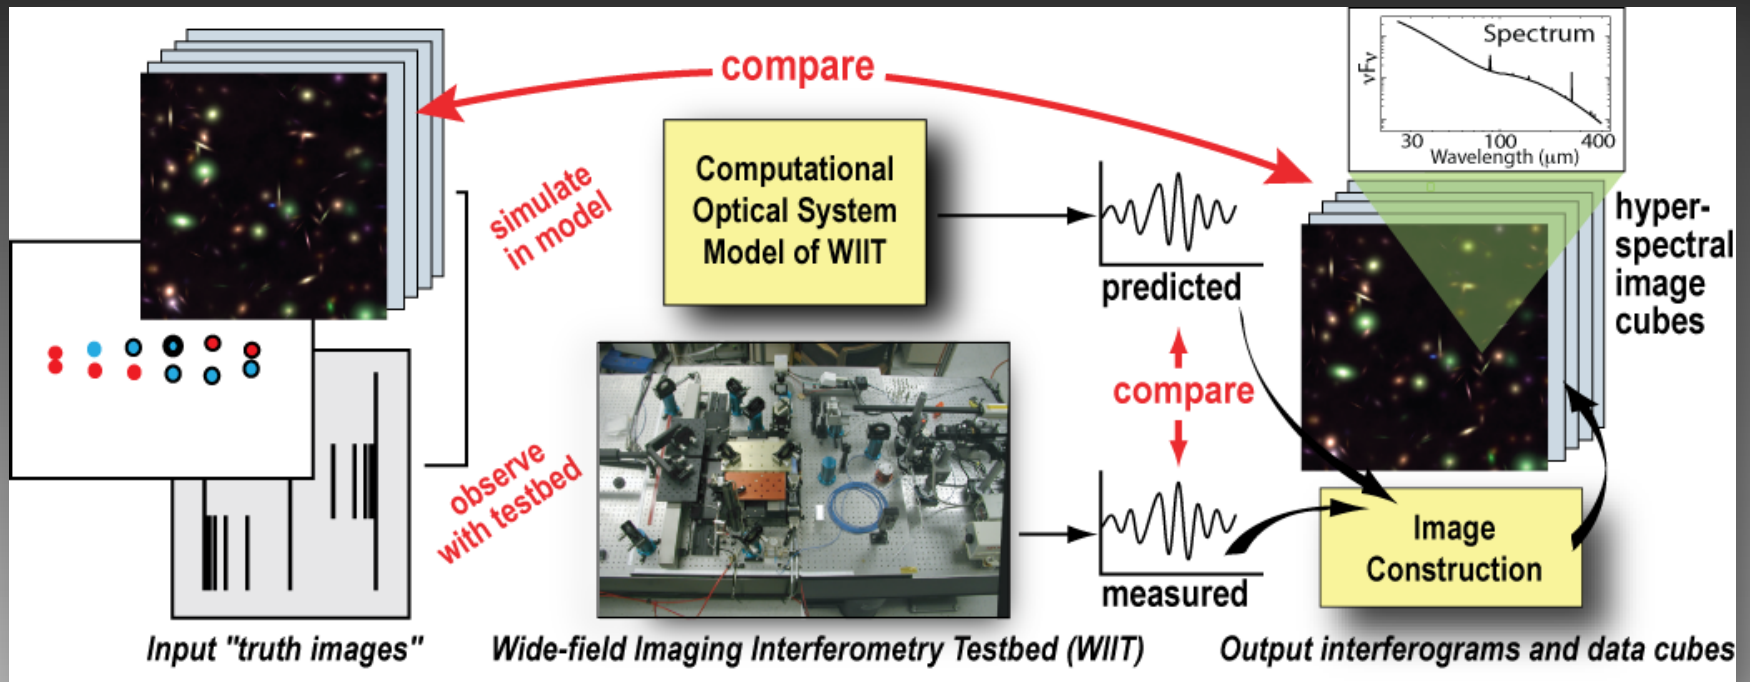 compare
simulate
in model
Computational
Optical System
Model of WIIT
predicted
compare
observe
with testbed
measured
Spectrum
νFν
30
100
400
Wavelength (μm)
hyper-
spectral
image
cubes
Image
Construction
Input "truth images"
Wide-field Imaging Interferometry Testbed (WIIT)
Output interferograms and data cubes